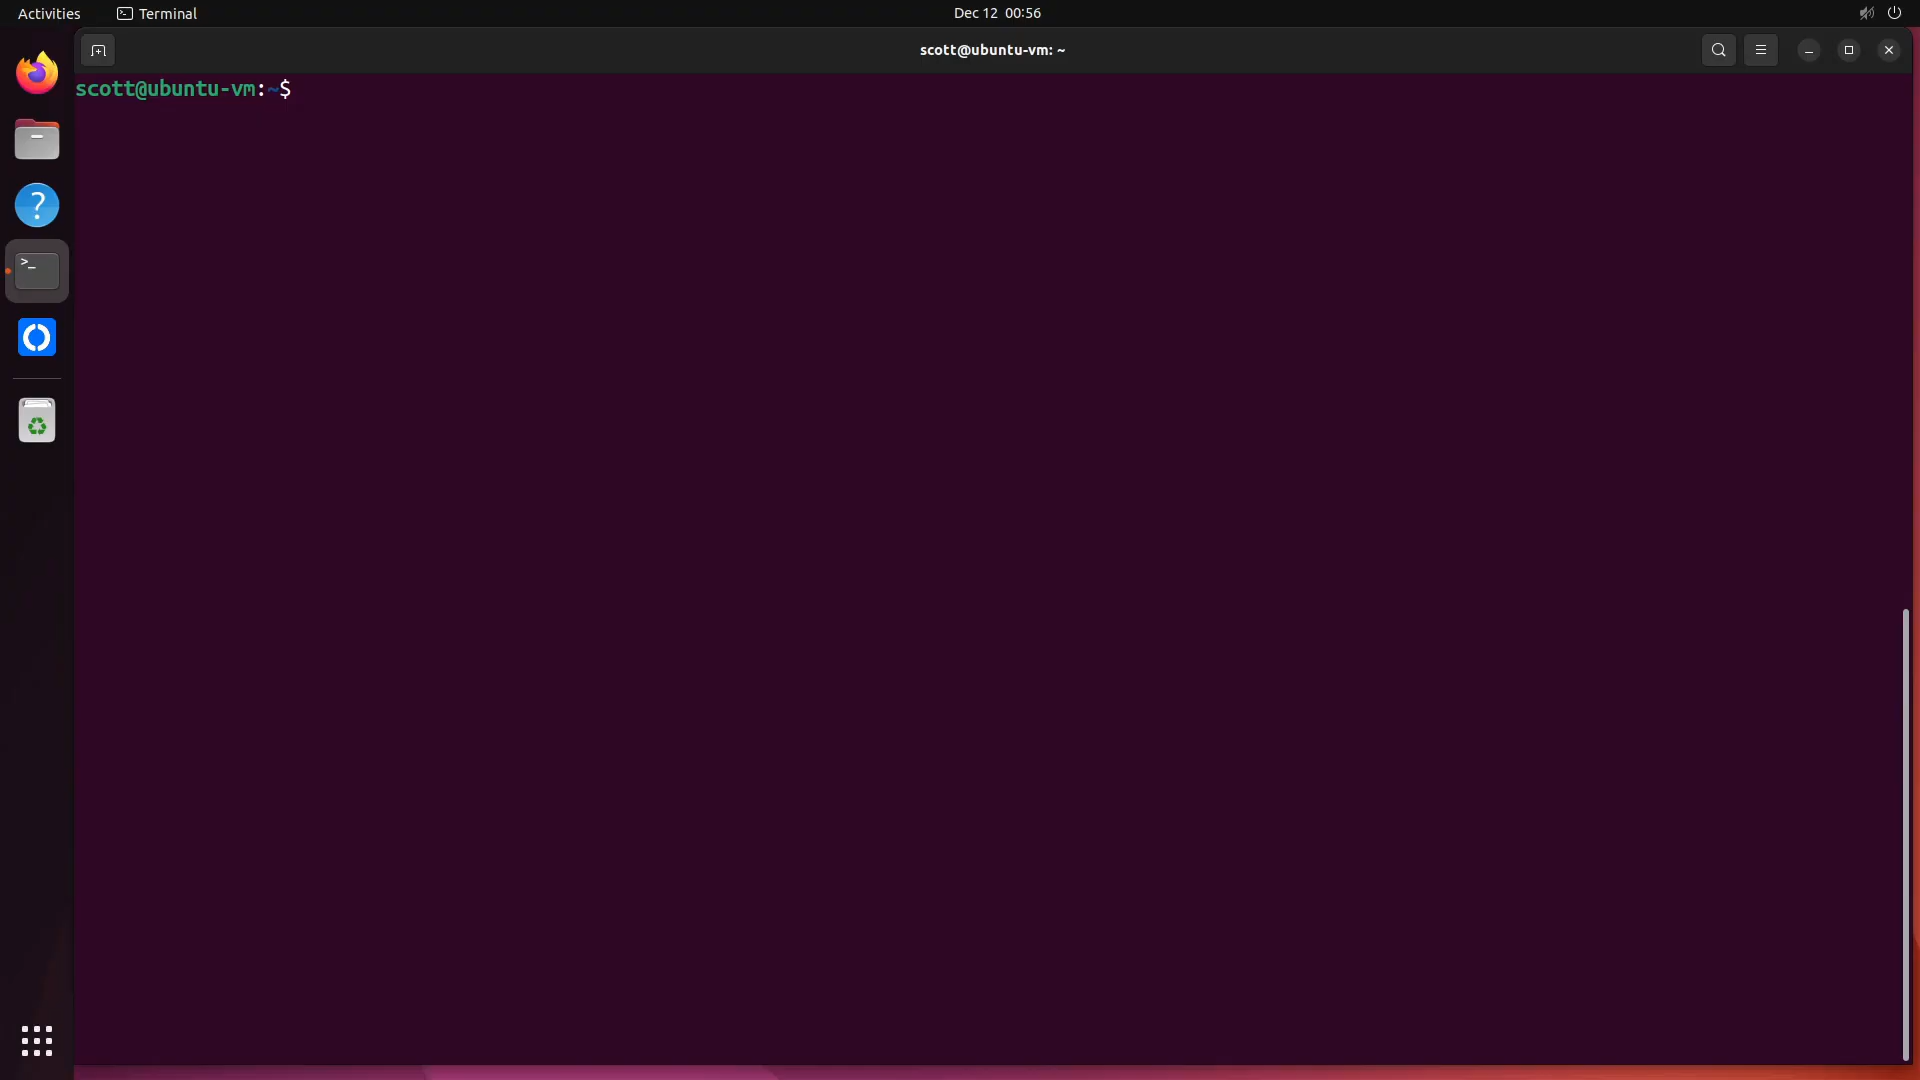 Activities Terminal Dec 12 00:56
scott@ubuntu-vm: ~
scott@ubuntu-vm:~$